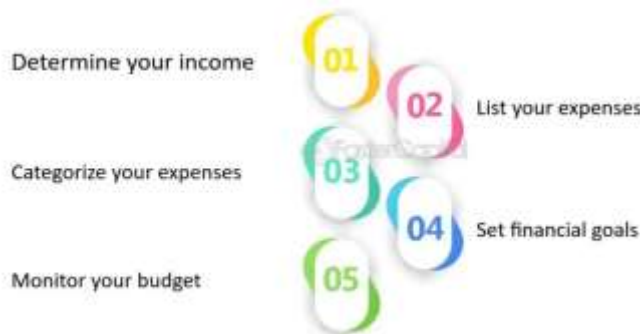 Determine your income
01
02
List your expenses
Categorize your expenses
03
04
Set financial goals
Monitor your budget
05